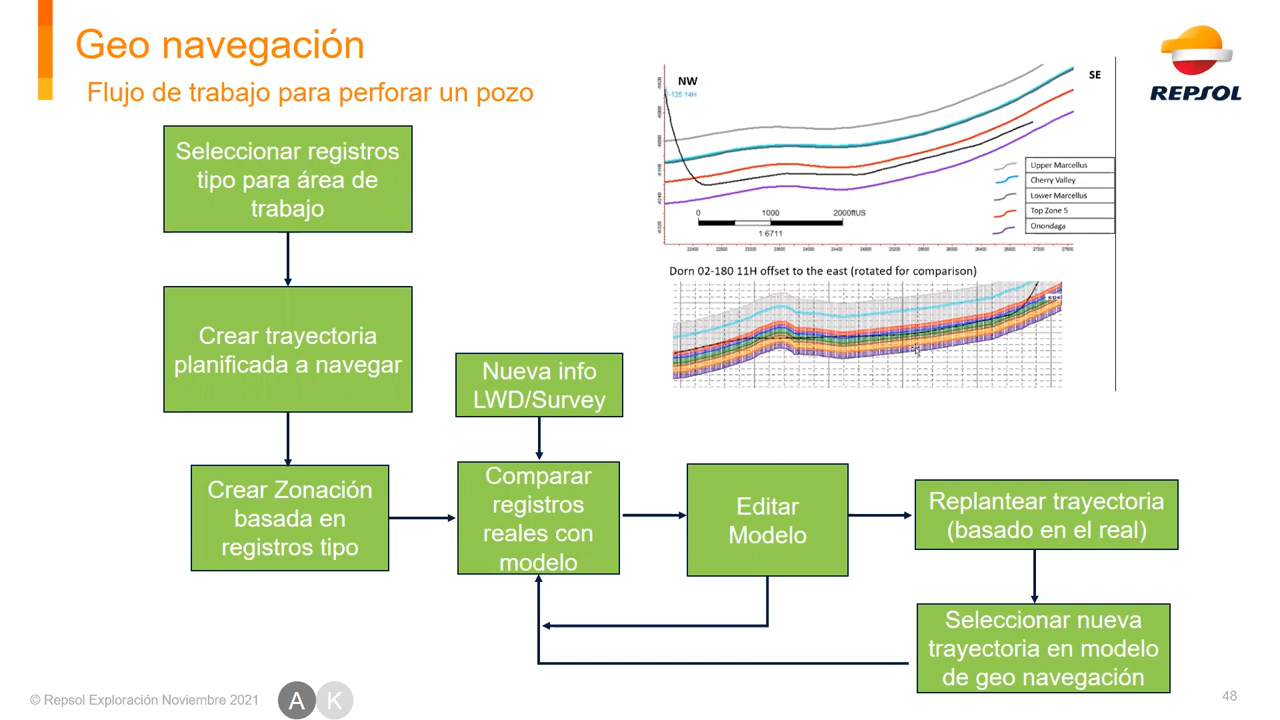 Geo navegación
Flujo de trabajo para perforar un pozo
REPSOL
Seleccionar registros
tipo para área de
trabajo
Crear trayectoria
planificada a navegar
Crear Zonación
basada en
registros tipo
Nueva info
LWD/Survey
Comparar
registros
reales con
modelo
Editar
Modelo
Replantear trayectoria
(basado en el real)
Seleccionar nueva
trayectoria en modelo
de geo navegación
NW
SE
-135 14H
Upper Marcellus
Cherry Valley
Lower Marcellus
Top Zone 5
Onondaga
0 1000 2000ftUS
1.6711
Dorn 02-180 11H offset to the east (rotated for comparison)
© Repsol Exploración Noviembre 2021
A K
48